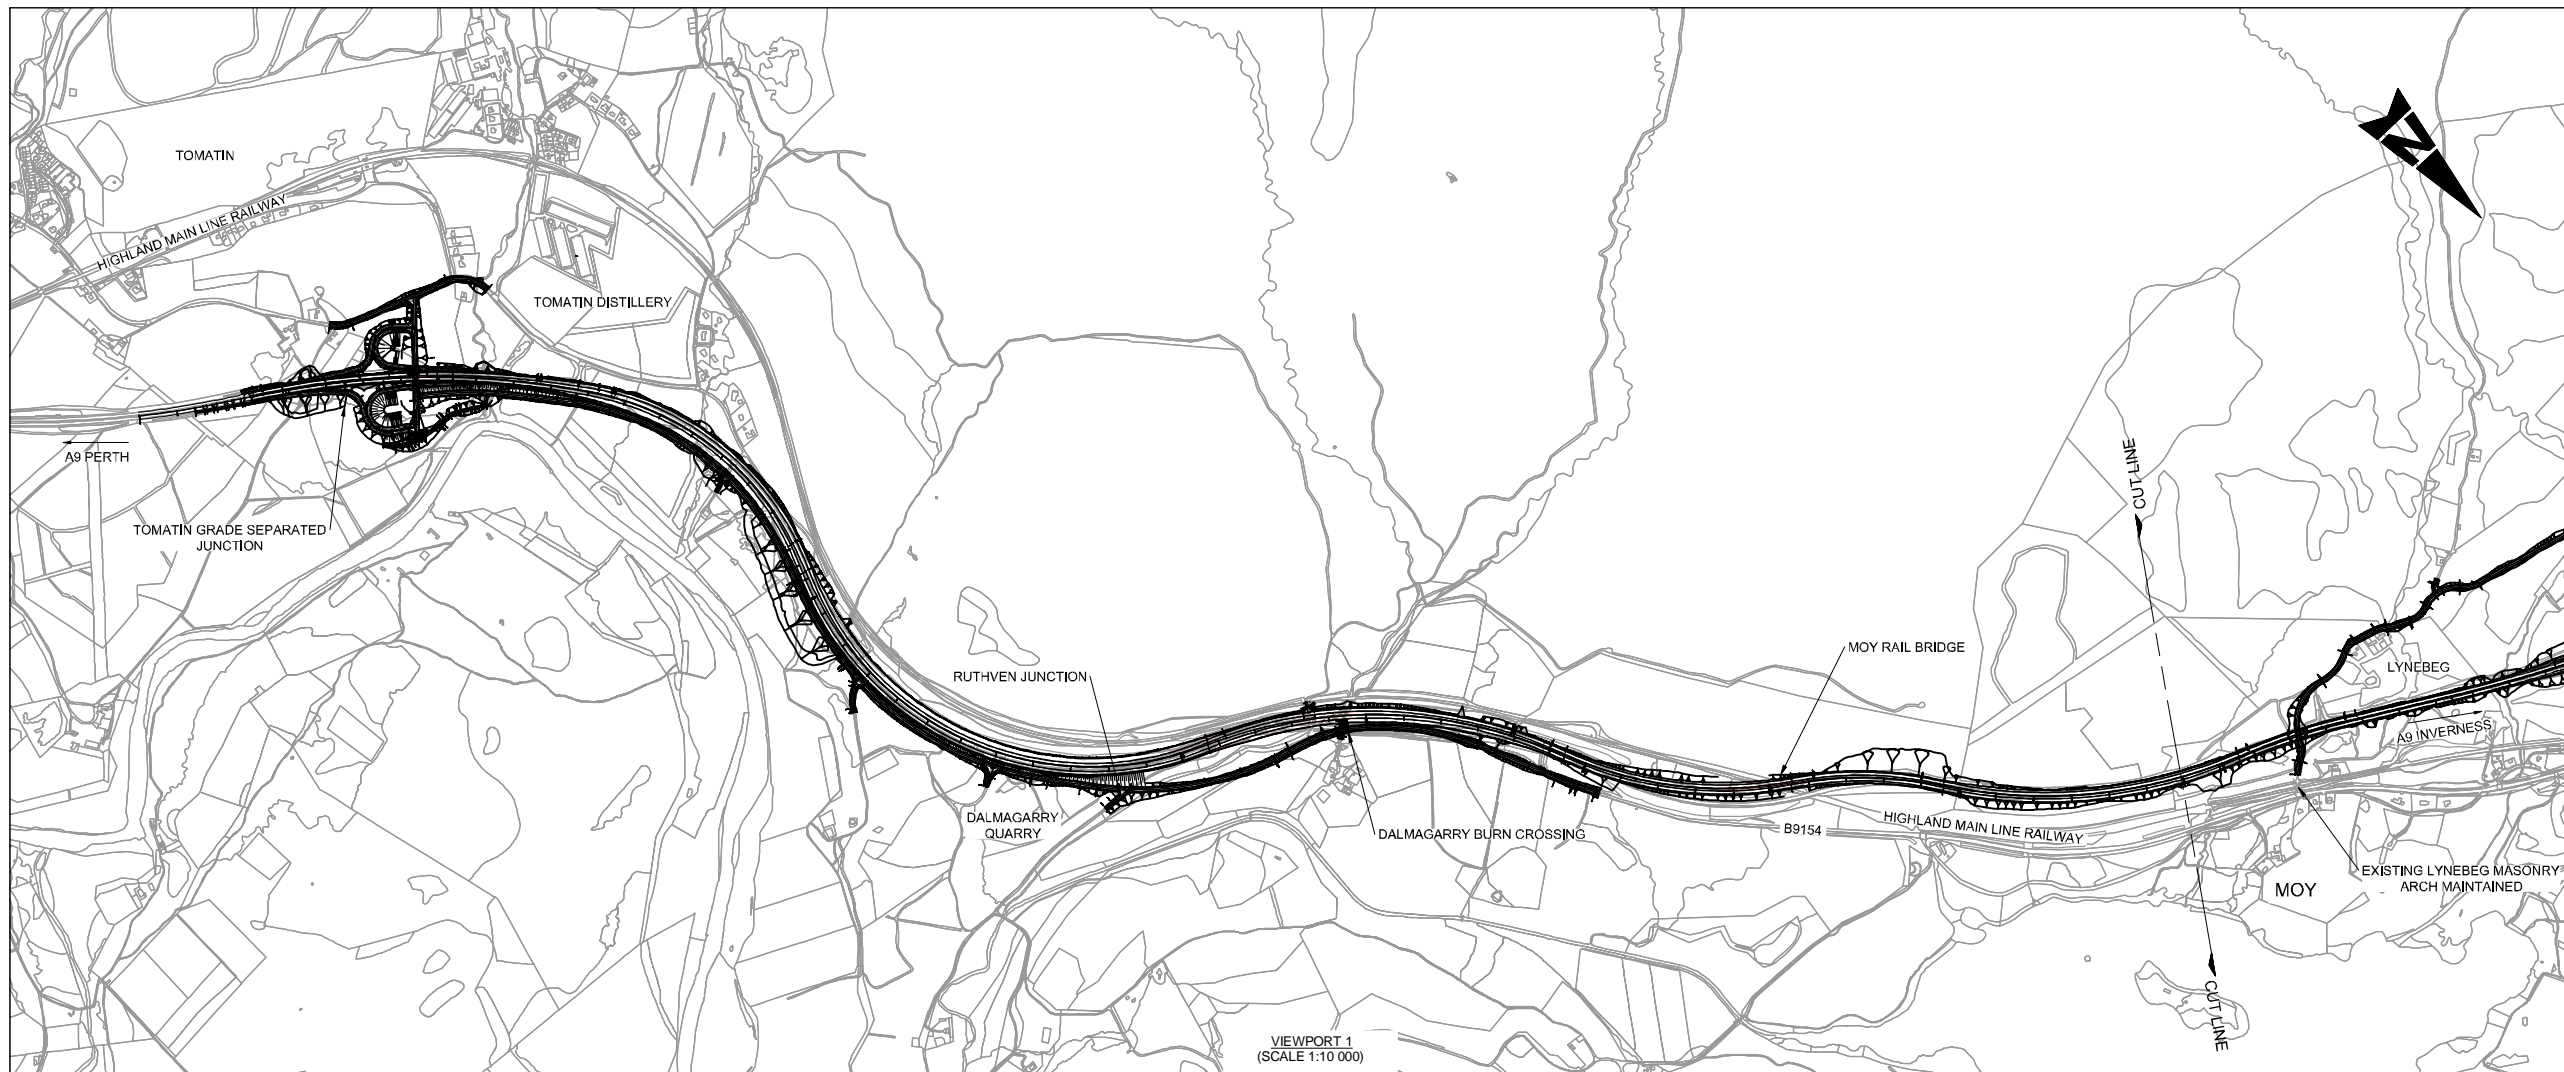 TOMATIN
HIGHLAND MAIN LINE RAILWAY
TOMATIN DISTILLERY
A9 PERTH
TOMATIN GRADE SEPARATED
JUNCTION
RUTHVEN JUNCTION
DALMAGARRY
QUARRY
DALMAGARRY BURN CROSSING
MOY RAIL BRIDGE
B9154
HIGHLAND MAIN LINE RAILWAY
CUT LINE
N
LYNEBEG
A9 INVERNESS
EXISTING LYNEBEG MASONRY
ARCH MAINTAINED
MOY
CUT LINE
VIEWPORT 1
(SCALE 1:10 000)